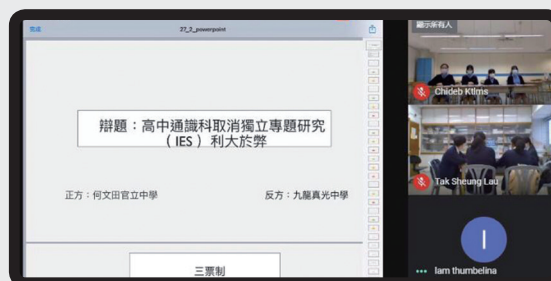 完成
27_2_powerpoint
辯題：高中通識科取消獨立專題研究
（IES）利大於弊
正方：何文田官立中學
反方：九龍真光中學
三票制
顯示所有人
Chideb Ktlms
Tak Sheung Lau
I
lam thumbelina